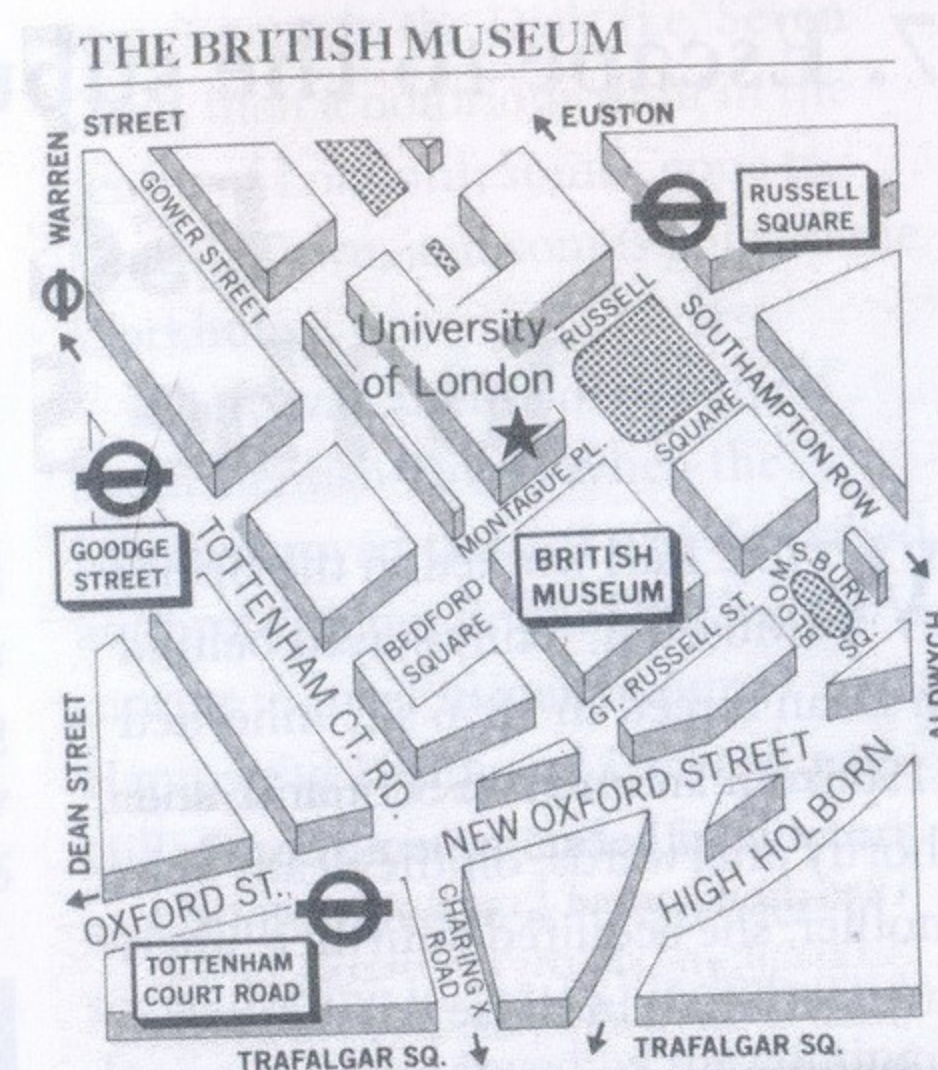 THE BRITISH MUSEUM
STREET
EUSTON
WARREN
GOWER STREET
RUSSELL
SQUARE
RUSSELL
SQUARE
SOUTHAMPTON ROW
University
of London
MONTAGUE PL.
GOODGE
STREET
TOTTENHAM CT. RD.
BRITISH
MUSEUM
BEDFORD
SQUARE
BLOOMSBURY
SQ.
GT. RUSSELL ST.
ALDWYCH
DEAN STREET
NEW OXFORD STREET
HIGH HOLBORN
OXFORD ST.
CHARING X
ROAD
TOTTENHAM
COURT ROAD
TRAFALGAR SQ.
TRAFALGAR SQ.